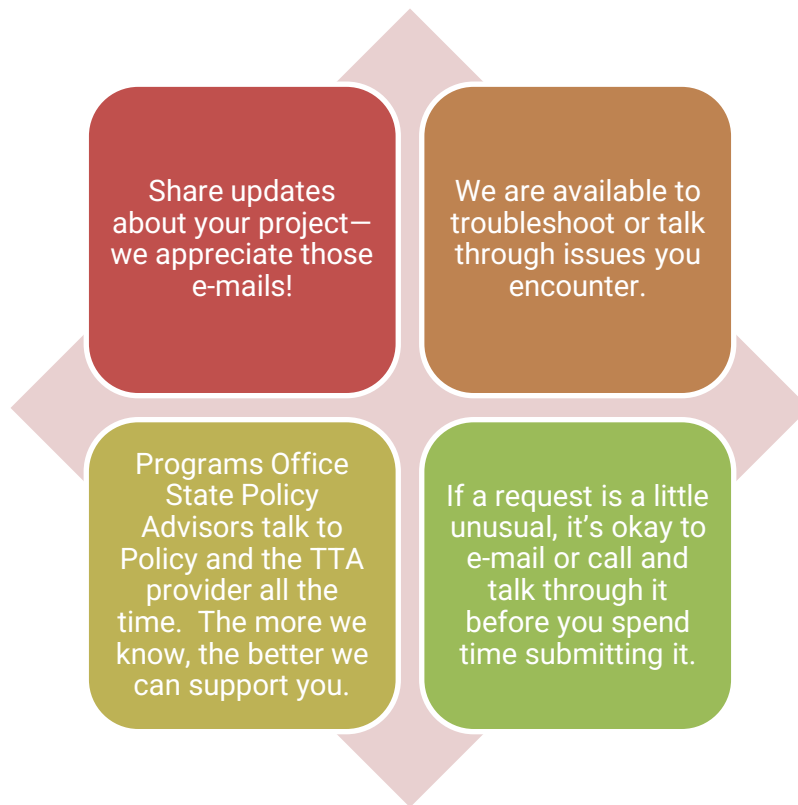 Share updates
about your project—
we appreciate those
e-mails!
We are available to
troubleshoot or talk
through issues you
encounter.
Programs Office
State Policy
Advisors talk to
Policy and the TTA
provider all the
time.  The more we
know, the better we
can support you.
If a request is a little
unusual, it’s okay to
e-mail or call and
talk through it
before you spend
time submitting it.